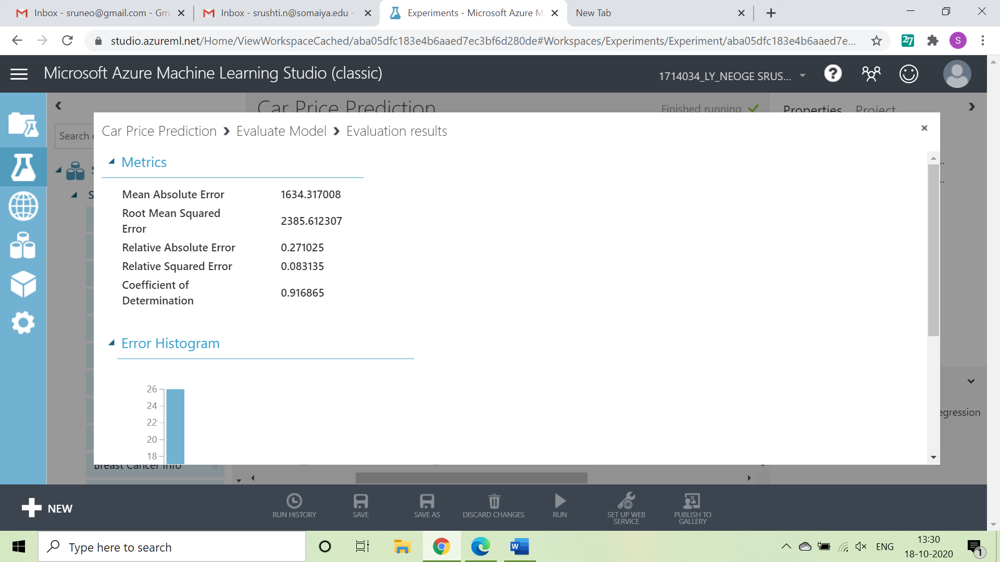 Inbox - sruneo@gmail.com - Gm
Inbox - srushti.n@somaiya.edu -
Experiments - Microsoft Azure M
New Tab
studio.azureml.net/Home/ViewWorkspaceCached/aba05dfc183e4b6aaed7ec3bf6d280de#Workspaces/Experiments/Experiment/aba05dfc183e4b6aaed7e...
27
S
Microsoft Azure Machine Learning Studio (classic)
1714034_LY_NEOGE SRUS...
Car Price Prediction
Finished running
Properties Project
Search
Car Price Prediction › Evaluate Model › Evaluation results
Metrics
Mean Absolute Error 1634.317008
Root Mean Squared
Error
2385.612307
Relative Absolute Error 0.271025
Relative Squared Error 0.083135
Coefficient of
Determination
0.916865
Error Histogram
26
24
22
20
18
egression
Breast Cancer Info
NEW
RUN HISTORY
SAVE
SAVE AS
DISCARD CHANGES
RUN
SET UP WEB
SERVICE
PUBLISH TO
GALLERY
Type here to search
ENG
13:30
18-10-2020
1